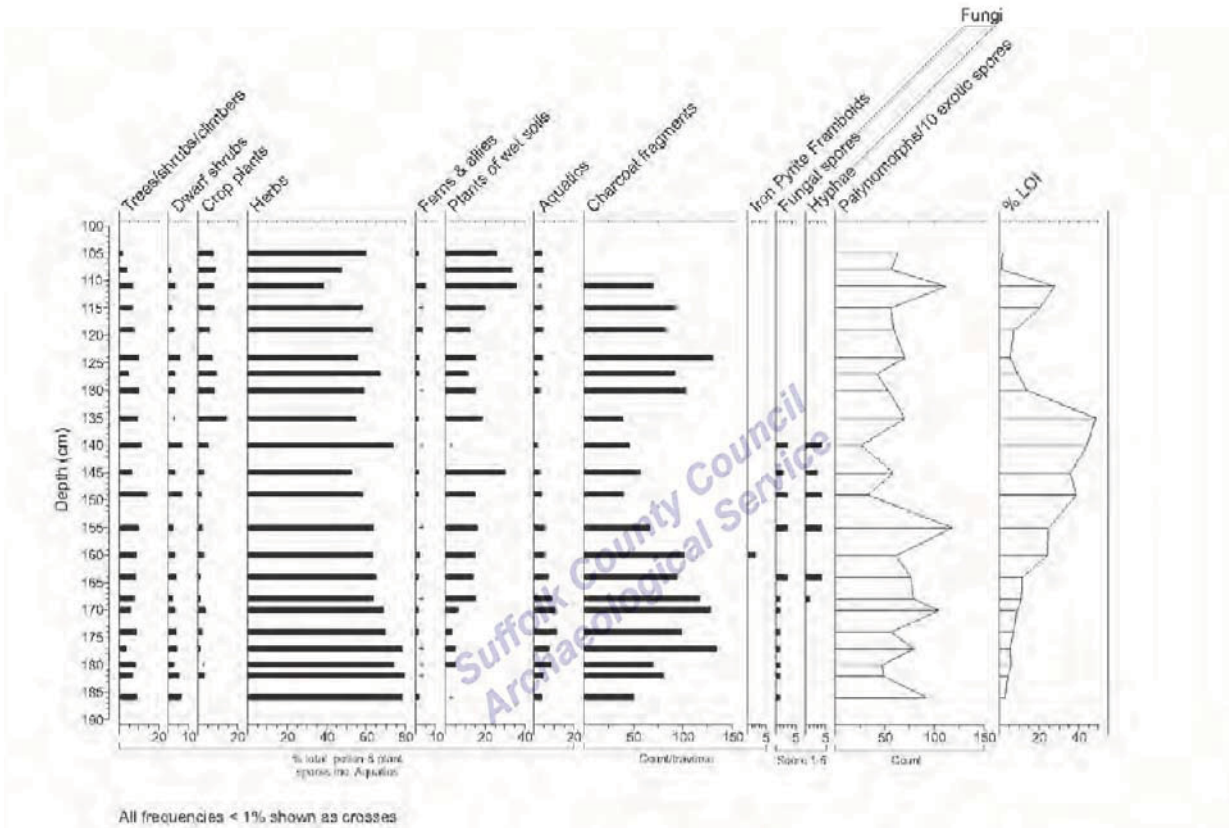 Fungi
Trees/shrubs/climbers
Dwarf shrubs
Crop plants
Herbs
Ferns & allies
Plants of wet soils
Aquatics
Charcoal fragments
Iron Pyrite Framboids
Fungal spores
Hyphae
Palynomorphs/10 exotic spores
% LOI
Depth (cm)
100
105
110
115
120
125
130
135
140
145
150
155
160
165
170
175
180
185
160
20 10 20 20 40 60 80 20 40 20 50 100 150 5 5 5 50 100 150 20 40
% total pollen & plant
spores inc. Aquatics
Count/traverse
Score 1-5
Count
Suffolk County Council
Archaeological Service
All frequencies < 1% shown as crosses